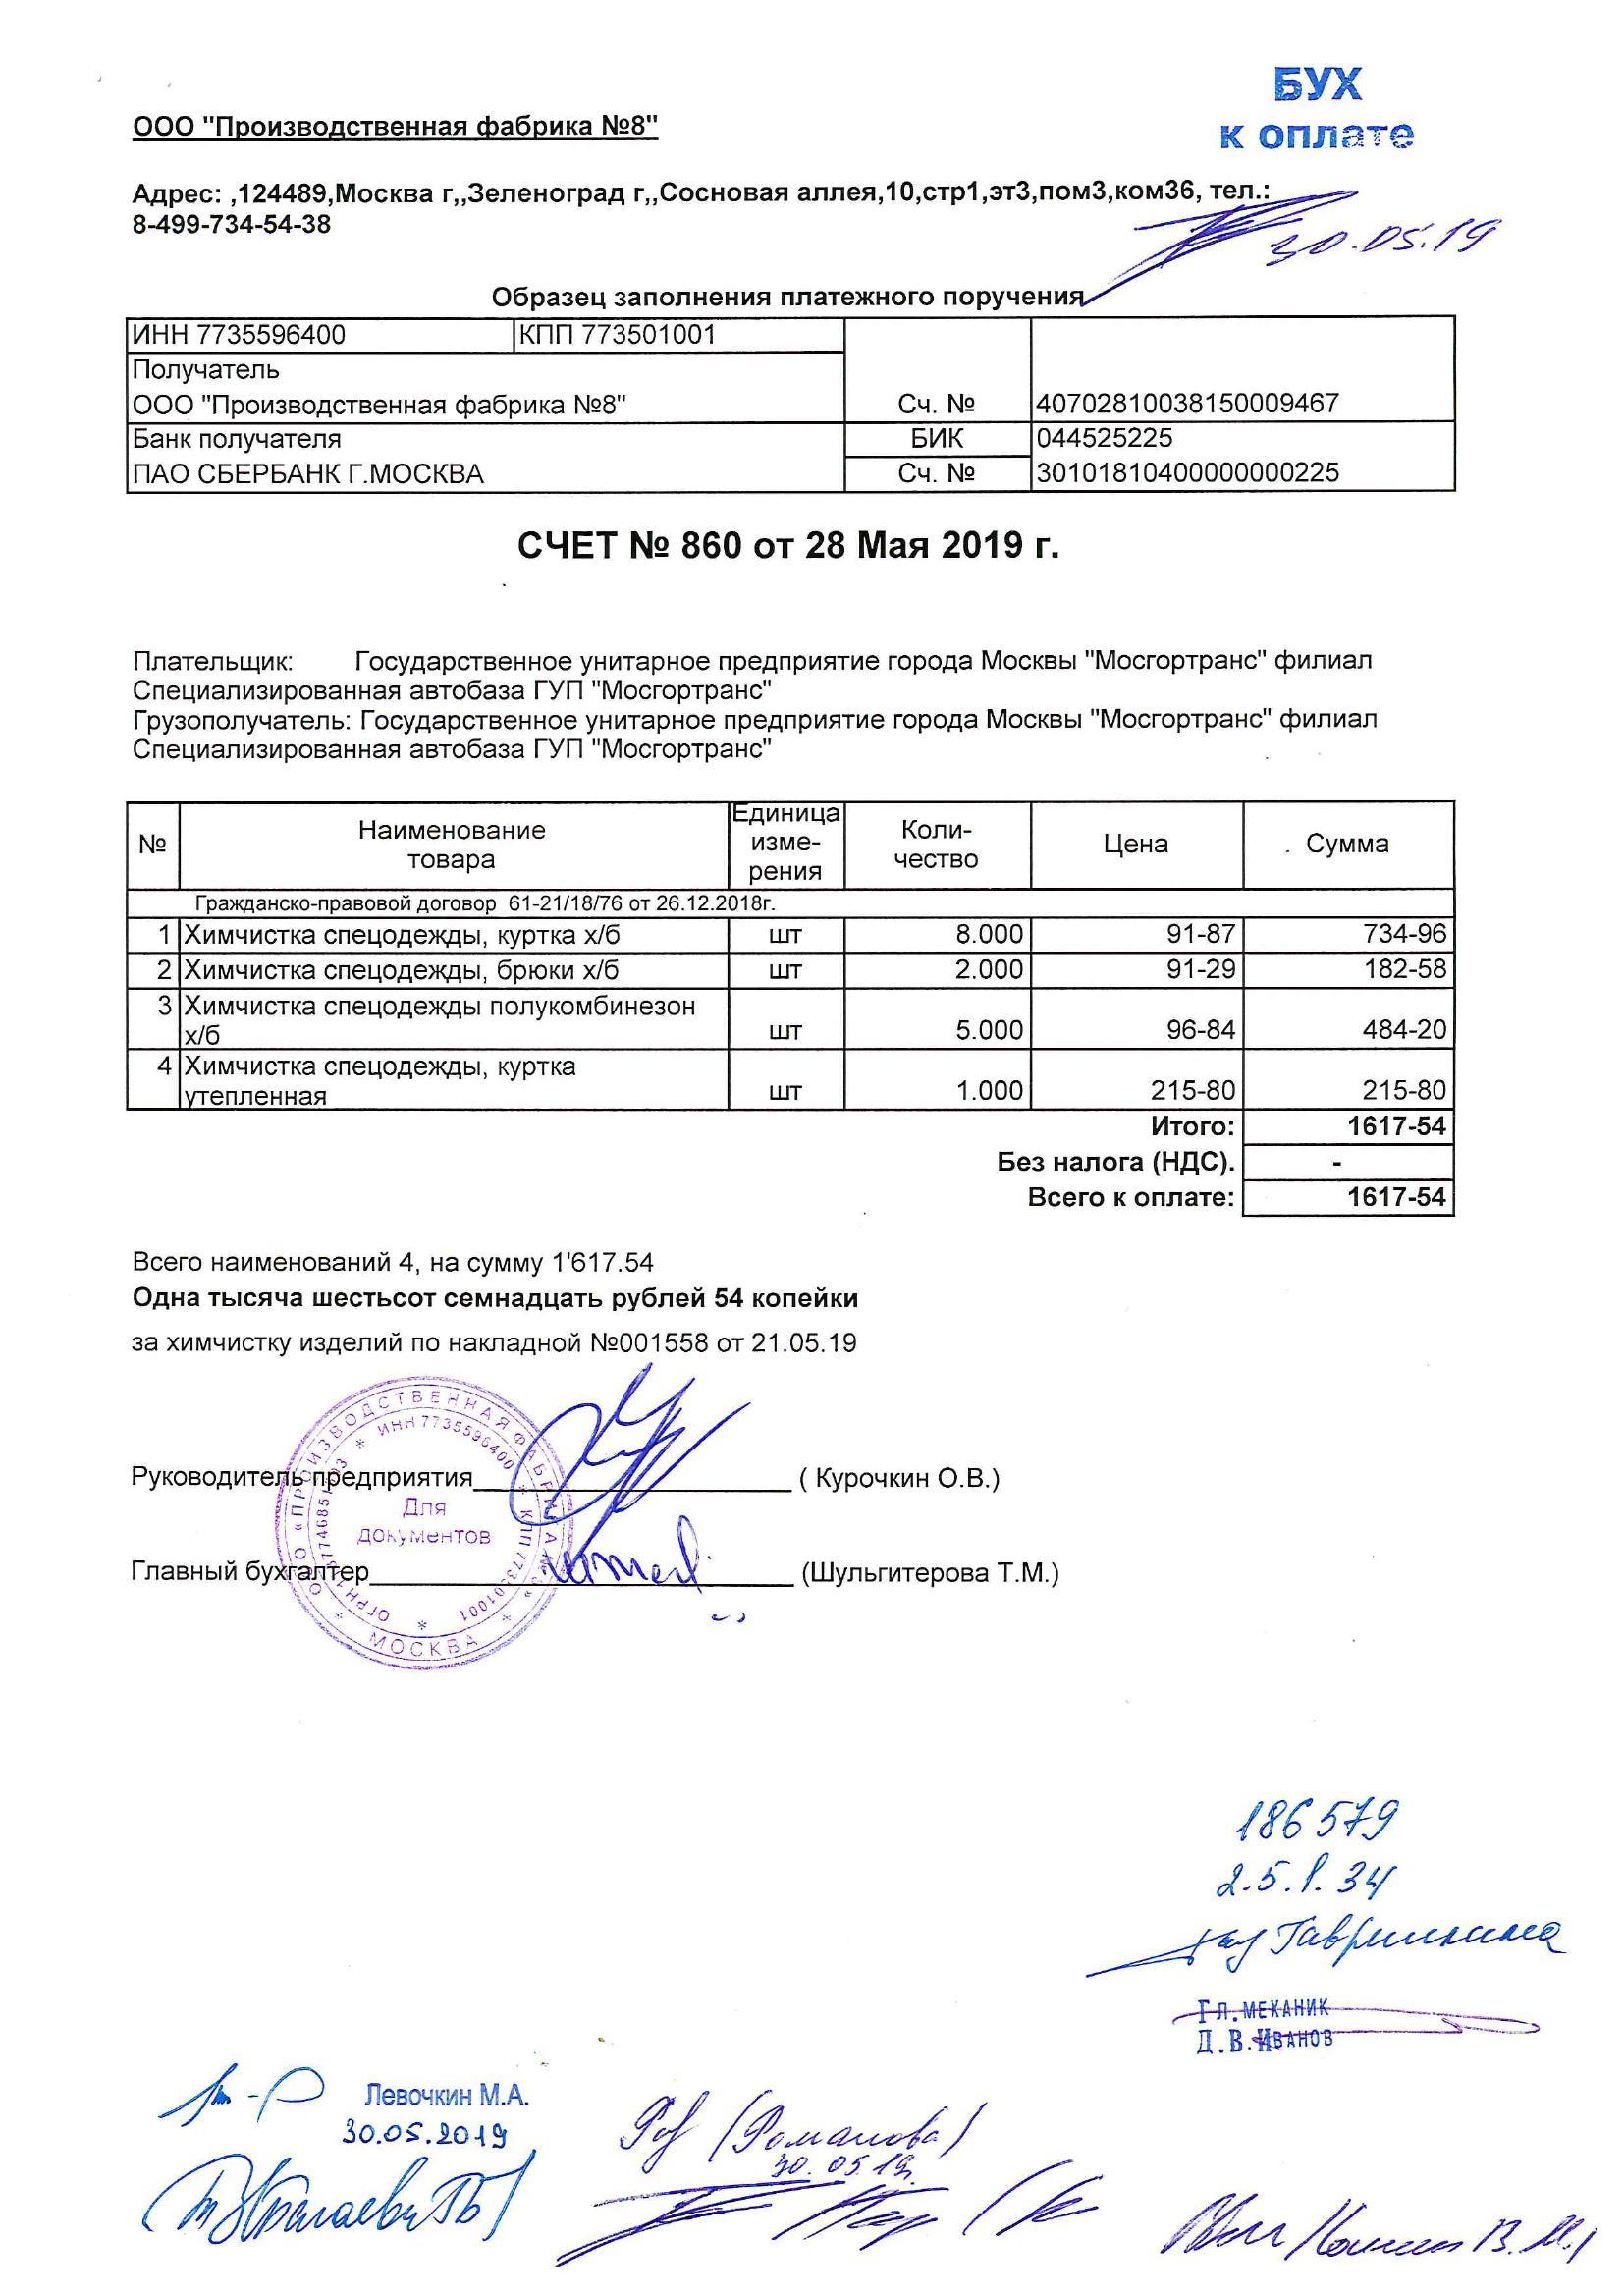 БУХ
к оплате
ООО "Производственная фабрика №8"
Адрес: ,124489,Москва г,,Зеленоград г,,Сосновая аллея,10,стр1,эт3,пом3,ком36, тел.:
8-499-734-54-38
30.05.19
Образец заполнения платежного поручения
ИНН 7735596400 КПП 773501001
Получатель
ООО "Производственная фабрика №8" Сч. № 40702810038150009467
Банк получателя БИК 044525225
ПАО СБЕРБАНК Г.МОСКВА Сч. № 30101810400000000225
СЧЕТ № 860 от 28 Мая 2019 г.
Плательщик: Государственное унитарное предприятие города Москвы "Мосгортранс" филиал
Специализированная автобаза ГУП "Мосгортранс"
Грузополучатель: Государственное унитарное предприятие города Москвы "Мосгортранс" филиал
Специализированная автобаза ГУП "Мосгортранс"
№ Наименование товара Единица изме-рения Коли-чество Цена Сумма
Гражданско-правовой договор 61-21/18/76 от 26.12.2018г.
1 Химчистка спецодежды, куртка х/б шт 8.000 91-87 734-96
2 Химчистка спецодежды, брюки х/б шт 2.000 91-29 182-58
3 Химчистка спецодежды полукомбинезон
х/б шт 5.000 96-84 484-20
4 Химчистка спецодежды, куртка
утепленная шт 1.000 215-80 215-80
Итого: 1617-54
Без налога (НДС). -
Всего к оплате: 1617-54
Всего наименований 4, на сумму 1'617.54
Одна тысяча шестьсот семнадцать рублей 54 копейки
за химчистку изделий по накладной №001558 от 21.05.19
ООО «ПРОИЗВОДСТВЕННАЯ ФАБРИКА №8»
ИНН 7735596400 * КПП 773501001
Руководитель предприятия ( Курочкин О.В.)
Для
документов
Главный бухгалтер (Шульгитерова Т.М.)
МОСКВА
186579
2.5.1.34
Гл. МЕХАНИК
Д.В.ИВАНОВ
Левочкин М.А.
30.05.2019
(Романова)
30.05.19г.